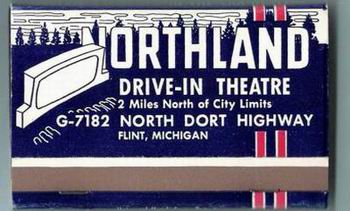 NORTHLAND
DRIVE-IN THEATRE
2 Miles North of City Limits
G-7182 NORTH DORT HIGHWAY
FLINT, MICHIGAN